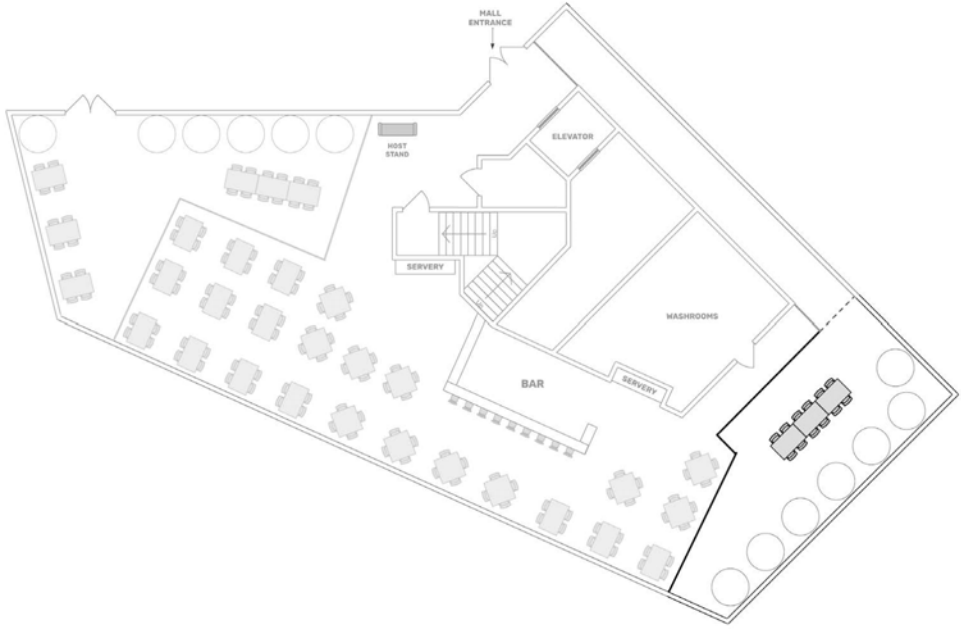 MALL
ENTRANCE
ELEVATOR
HOST
STAND
SERVERY
WASHROOMS
BAR
SERVERY